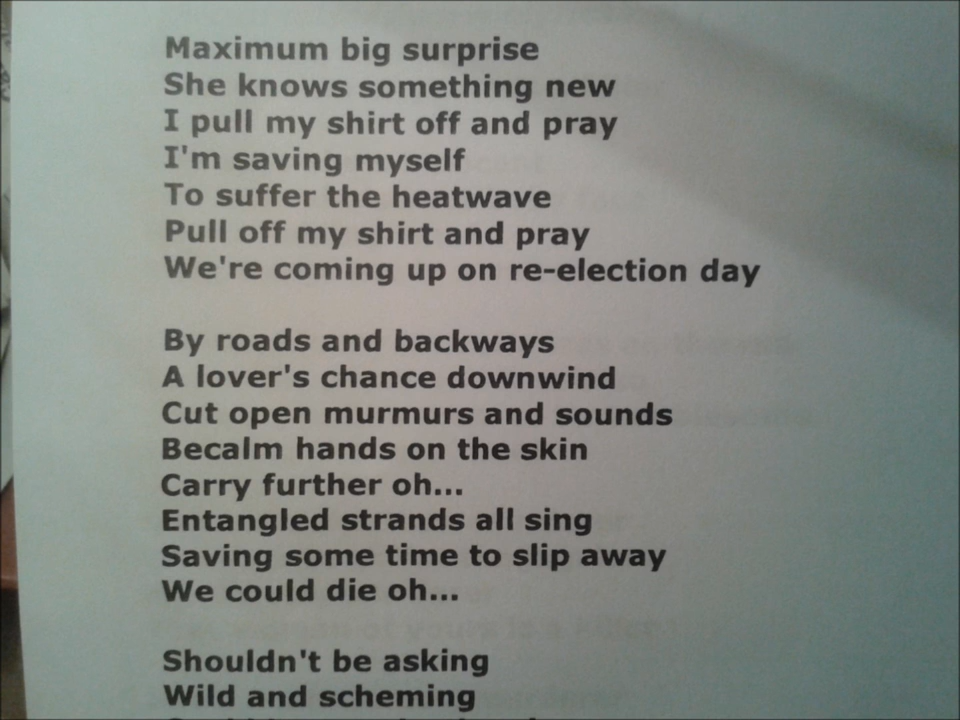 Maximum big surprise
She knows something new
I pull my shirt off and pray
I'm saving myself
To suffer the heatwave
Pull off my shirt and pray
We're coming up on re-election day
By roads and backways
A lover's chance downwind
Cut open murmurs and sounds
Becalm hands on the skin
Carry further oh...
Entangled strands all sing
Saving some time to slip away
We could die oh...
Shouldn't be asking
Wild and scheming